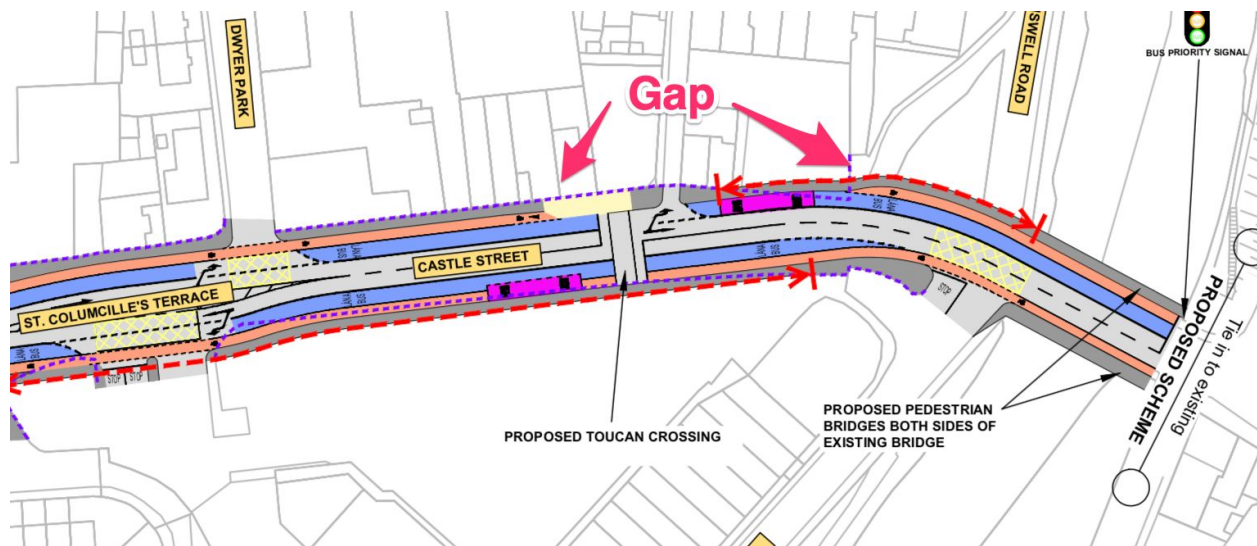 DWYER PARK
Gap
SWELL ROAD
BUS PRIORITY SIGNAL
ST. COLUMCILLE'S TERRACE
CASTLE STREET
BUS
LANE
STOP
STOP
STOP
PROPOSED TOUCAN CROSSING
PROPOSED PEDESTRIAN
BRIDGES BOTH SIDES OF
EXISTING BRIDGE
PROPOSED SCHEME
Tie in to existing